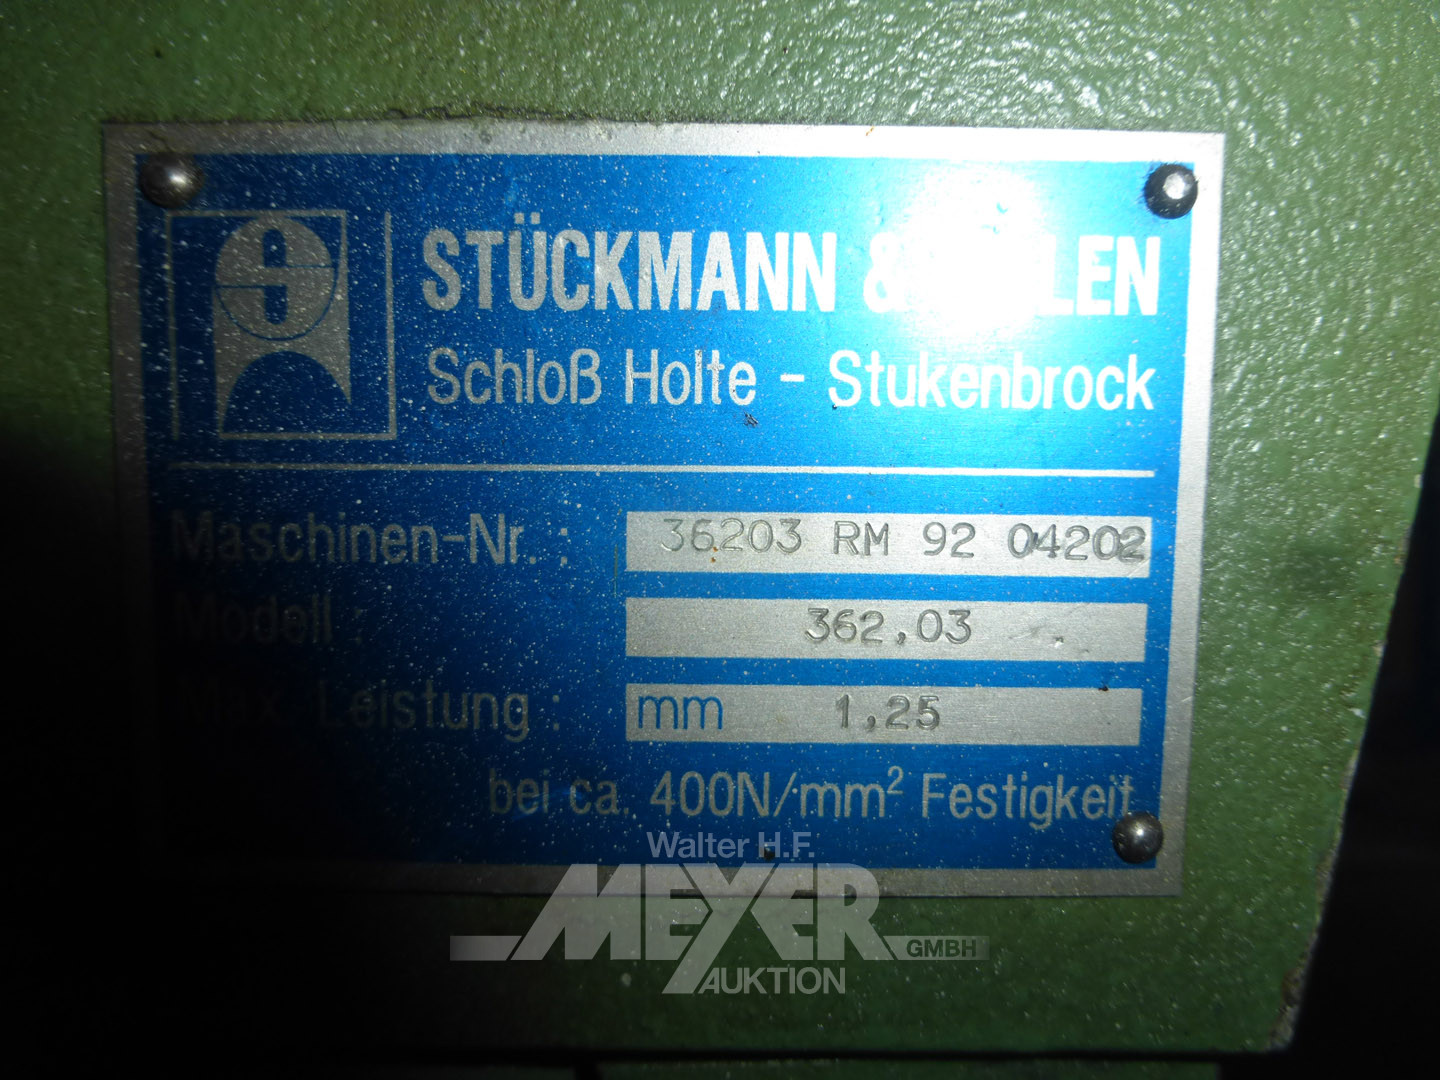 STÜCKMANN &
Schloß Holte - Stukenbrock
Maschinen-Nr. : 36203 RM 92 04202
Modell : 362,03
Max. Leistung : mm 1,25
bei ca. 400N/mm² Festigkeit
Walter H.F.
MEYER GMBH
AUKTION